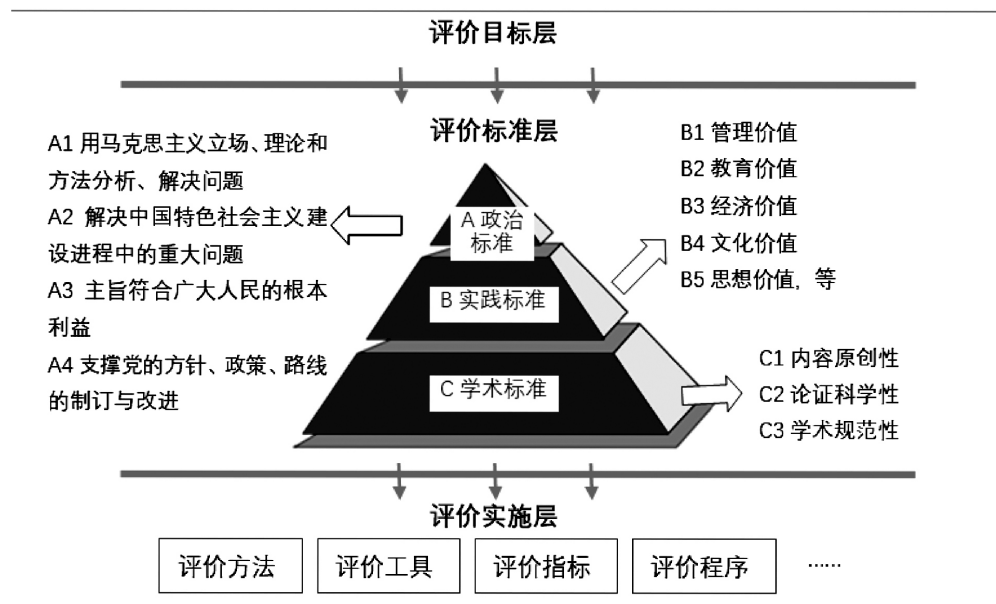 评价目标层
评价标准层
A1 用马克思主义立场、理论和
方法分析、解决问题
A2 解决中国特色社会主义建
设进程中的重大问题
A3 主旨符合广大人民的根本
利益
A4 支撑党的方针、政策、路线
的制订与改进
A 政治
标准
B 实践标准
C 学术标准
B1 管理价值
B2 教育价值
B3 经济价值
B4 文化价值
B5 思想价值, 等
C1 内容原创性
C2 论证科学性
C3 学术规范性
评价实施层
评价方法
评价工具
评价指标
评价程序
……